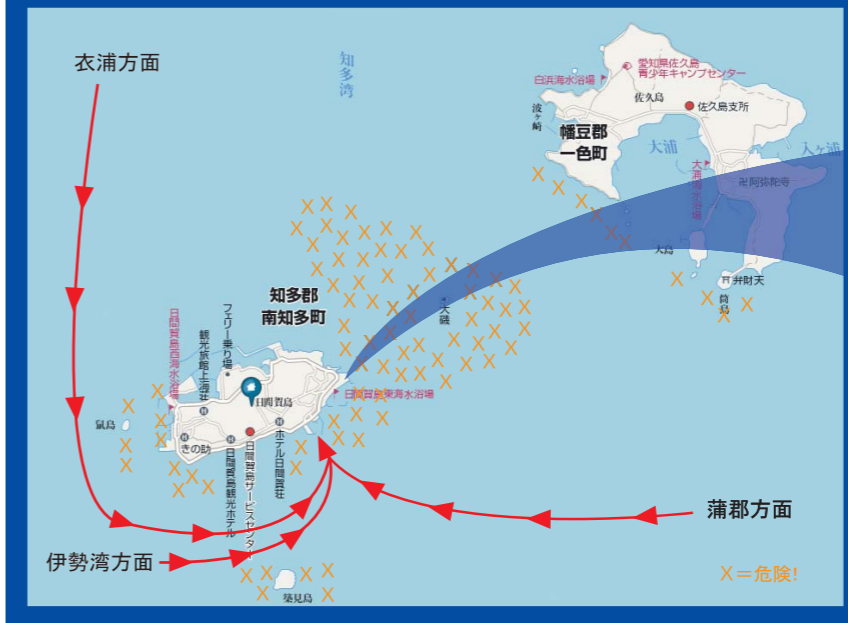 衣浦方面
知多湾
愛知県佐久島
青少年キャンプセンター
白浜海水浴場
佐久島
佐久島支所
波ヶ崎
幡豆郡
一色町
大浦
入ヶ浦
大浦海水浴場
卍阿弥陀寺
大島
弁財天
筒島
知多郡
南知多町
大磯
フェリー乗り場
観光旅館上海荘
日間賀島西海水浴場
日間賀島
日間賀島東海水浴場
鼠島
きの助
日間賀島観光ホテル
日間賀島サービスセンター
ホテル日間賀荘
蒲郡方面
伊勢湾方面
築見島
X=危険!